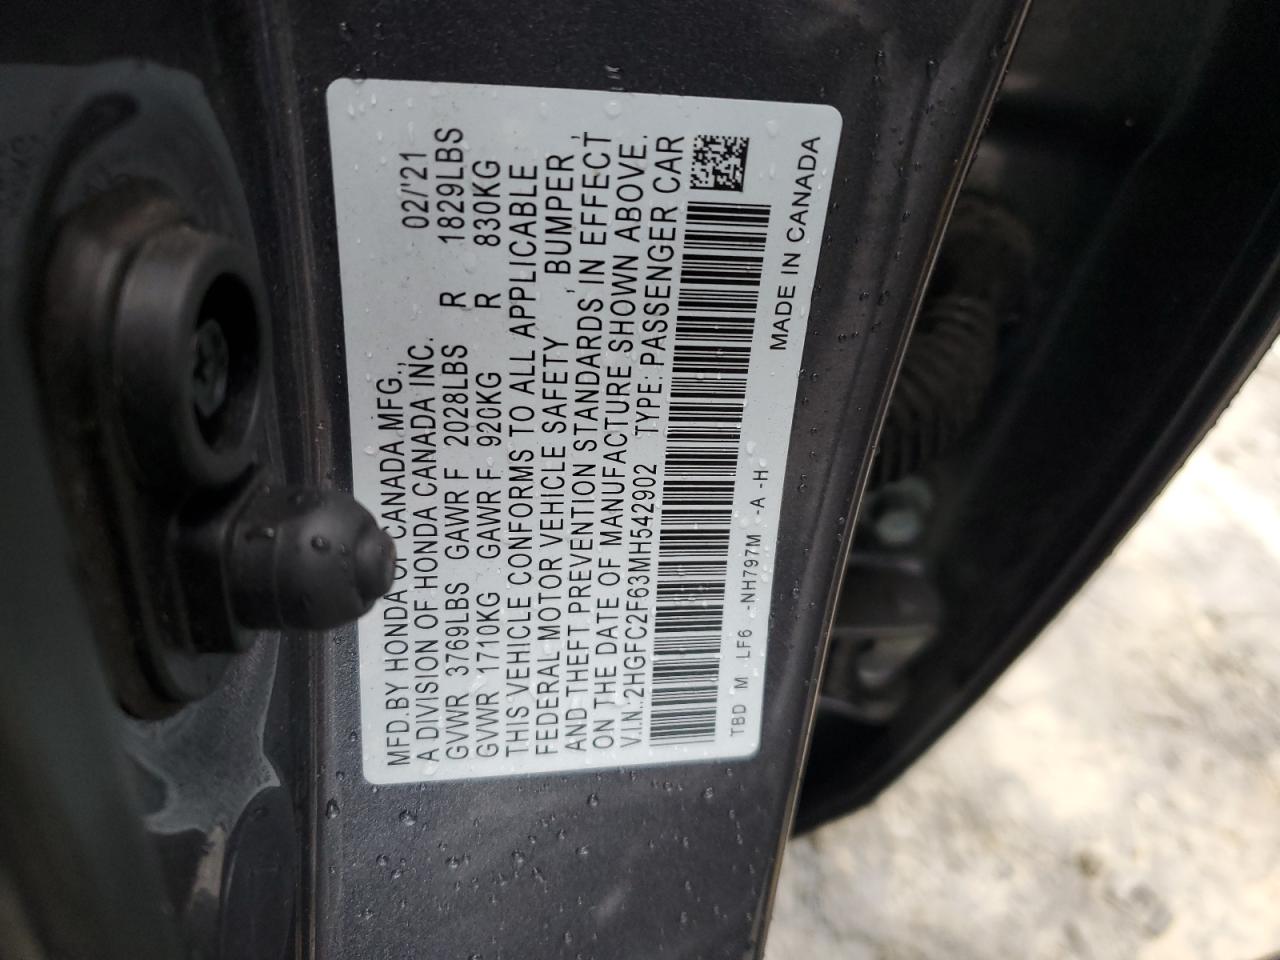 MFD.BY HONDA OF CANADA MFG.,
A DIVISION OF HONDA CANADA INC. 02/'21
GVWR 3769LBS GAWR F 2028LBS R 1829LBS
GVWR 1710KG GAWR F 920KG R 830KG
THIS VEHICLE CONFORMS TO ALL APPLICABLE
FEDERAL MOTOR VEHICLE SAFETY , BUMPER ,
AND THEFT PREVENTION STANDARDS IN EFFECT
ON THE DATE OF MANUFACTURE SHOWN ABOVE.
V.IN.:2HGFC2F63MH542902 TYPE: PASSENGER CAR
TBD M LF6 -NH797M -A -H
MADE IN CANADA